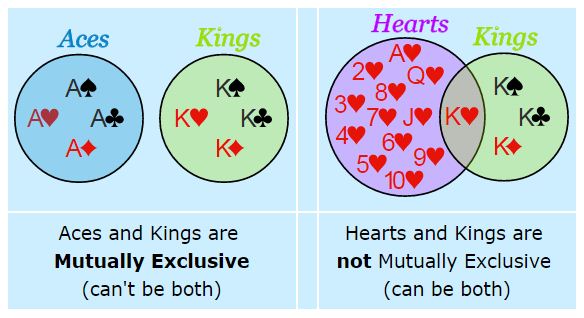 Aces
A♠
A♥ A♣
A♦
Kings
K♠
K♥ K♣
K♦
Aces and Kings are
Mutually Exclusive
(can't be both)
Hearts
A♥
2♥ Q♥
8♥
3♥ 7♥ J♥
4♥ 6♥
5♥ 9♥
10♥
K♥
Kings
K♠
K♣
K♦
Hearts and Kings are
not Mutually Exclusive
(can be both)